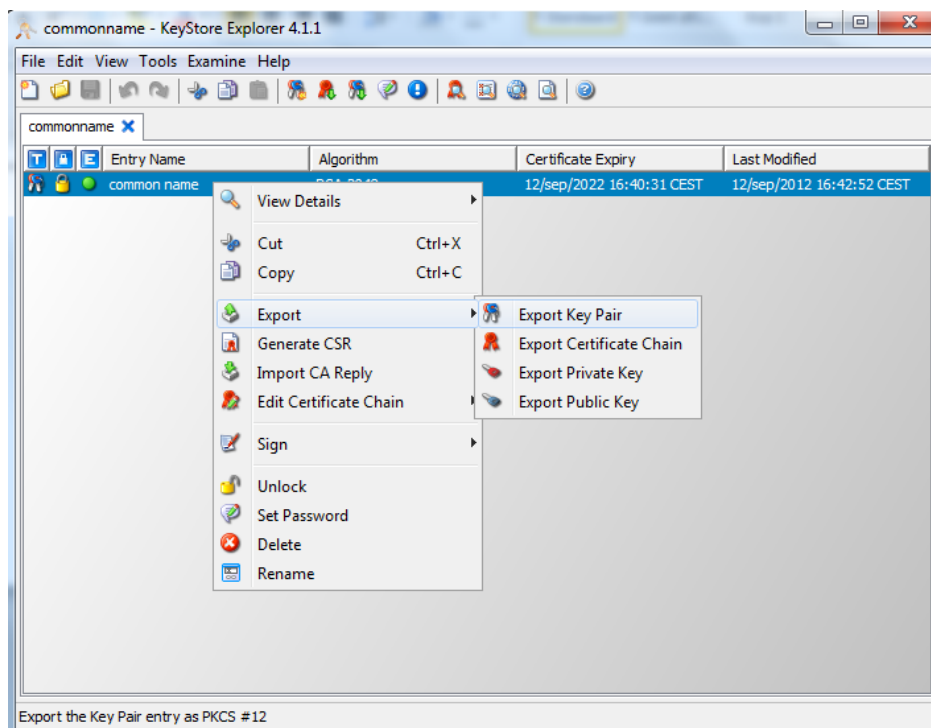 commonname - KeyStore Explorer 4.1.1
File Edit View Tools Examine Help
commonname
T E Entry Name Algorithm Certificate Expiry Last Modified
common name 12/sep/2022 16:40:31 CEST 12/sep/2012 16:42:52 CEST
View Details
Cut Ctrl+X
Copy Ctrl+C
Export
Generate CSR
Import CA Reply
Edit Certificate Chain
Sign
Unlock
Set Password
Delete
Rename
Export Key Pair
Export Certificate Chain
Export Private Key
Export Public Key
Export the Key Pair entry as PKCS #12